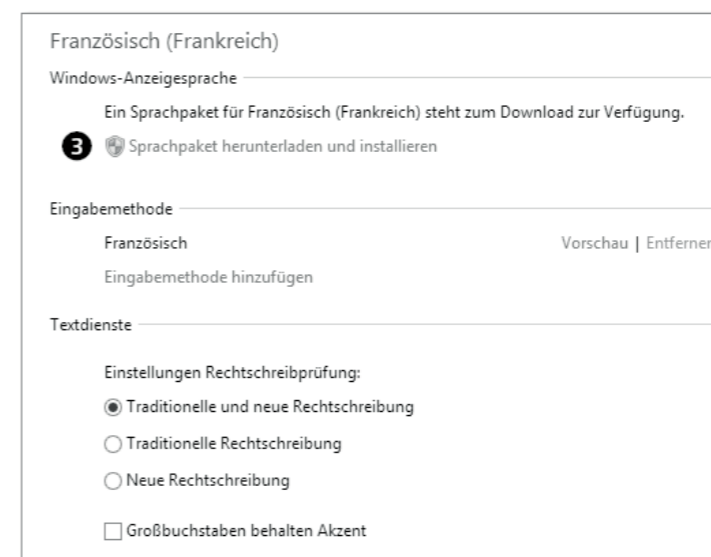 Französisch (Frankreich)
Windows-Anzeigesprache
Ein Sprachpaket für Französisch (Frankreich) steht zum Download zur Verfügung.
3 Sprachpaket herunterladen und installieren
Eingabemethode
Französisch Vorschau | Entfernen
Eingabemethode hinzufügen
Textdienste
Einstellungen Rechtschreibprüfung:
Traditionelle und neue Rechtschreibung
Traditionelle Rechtschreibung
Neue Rechtschreibung
Großbuchstaben behalten Akzent